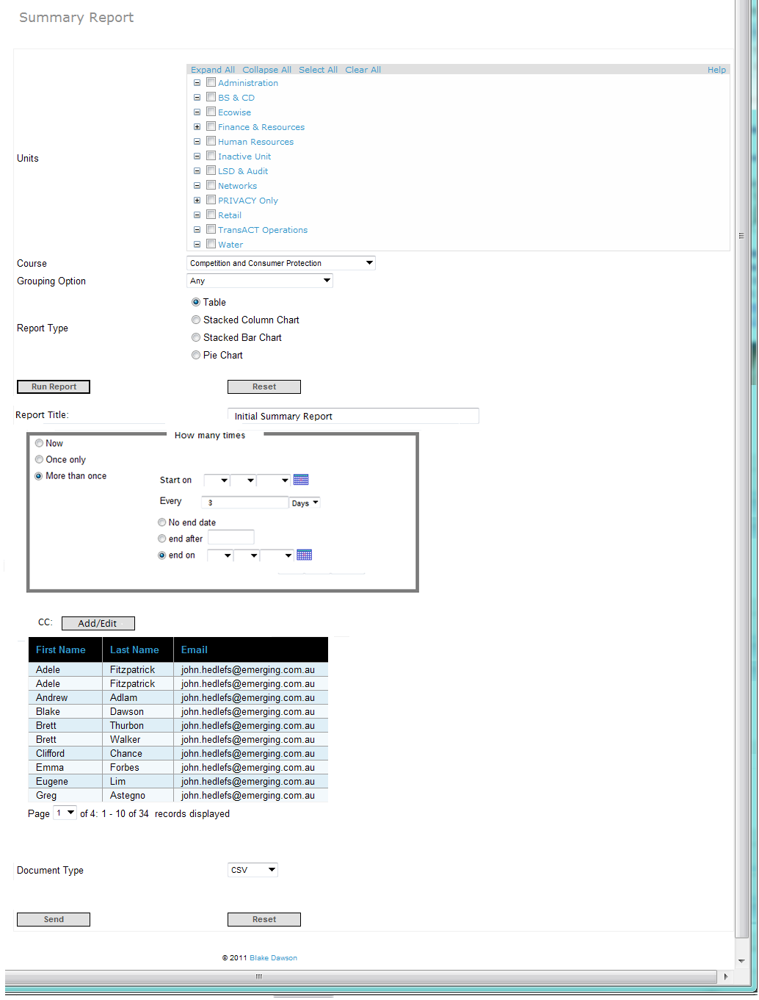 Summary Report
Expand All Collapse All Select All Clear All Help
Administration
BS & CD
Ecowise
Finance & Resources
Human Resources
Units
Inactive Unit
LSD & Audit
Networks
PRIVACY Only
Retail
TransACT Operations
Water
Course Competition and Consumer Protection
Grouping Option Any
Table
Stacked Column Chart
Report Type
Stacked Bar Chart
Pie Chart
Run Report Reset
Report Title: Initial Summary Report
How many times
Now
Once only
More than once
Start on
Every 3 Days
No end date
end after
end on
CC: Add/Edit
First Name Last Name Email
Adele Fitzpatrick john.hedlefs@emerging.com.au
Adele Fitzpatrick john.hedlefs@emerging.com.au
Andrew Adlam john.hedlefs@emerging.com.au
Blake Dawson john.hedlefs@emerging.com.au
Brett Thurbon john.hedlefs@emerging.com.au
Brett Walker john.hedlefs@emerging.com.au
Clifford Chance john.hedlefs@emerging.com.au
Emma Forbes john.hedlefs@emerging.com.au
Eugene Lim john.hedlefs@emerging.com.au
Greg Astegno john.hedlefs@emerging.com.au
Page 1 of 4: 1 - 10 of 34 records displayed
Document Type CSV
Send Reset
© 2011 Blake Dawson